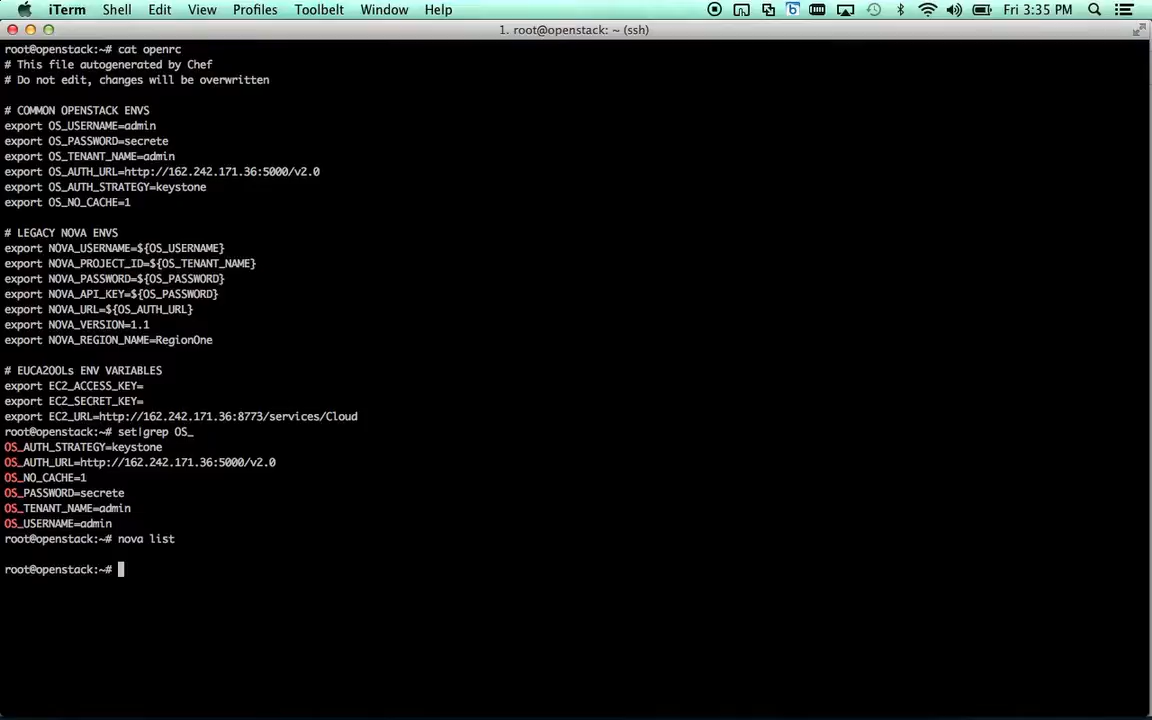 iTerm Shell Edit View Profiles Toolbelt Window Help Fri 3:35 PM
1. root@openstack: ~ (ssh)
root@openstack:~# cat openrc
# This file autogenerated by Chef
# Do not edit, changes will be overwritten
# COMMON OPENSTACK ENVS
export OS_USERNAME=admin
export OS_PASSWORD=secrete
export OS_TENANT_NAME=admin
export OS_AUTH_URL=http://162.242.171.36:5000/v2.0
export OS_AUTH_STRATEGY=keystone
export OS_NO_CACHE=1
# LEGACY NOVA ENVS
export NOVA_USERNAME=${OS_USERNAME}
export NOVA_PROJECT_ID=${OS_TENANT_NAME}
export NOVA_PASSWORD=${OS_PASSWORD}
export NOVA_API_KEY=${OS_PASSWORD}
export NOVA_URL=${OS_AUTH_URL}
export NOVA_VERSION=1.1
export NOVA_REGION_NAME=RegionOne
# EUCA2OOLs ENV VARIABLES
export EC2_ACCESS_KEY=
export EC2_SECRET_KEY=
export EC2_URL=http://162.242.171.36:8773/services/Cloud
root@openstack:~# set|grep OS_
OS_AUTH_STRATEGY=keystone
OS_AUTH_URL=http://162.242.171.36:5000/v2.0
OS_NO_CACHE=1
OS_PASSWORD=secrete
OS_TENANT_NAME=admin
OS_USERNAME=admin
root@openstack:~# nova list
root@openstack:~#